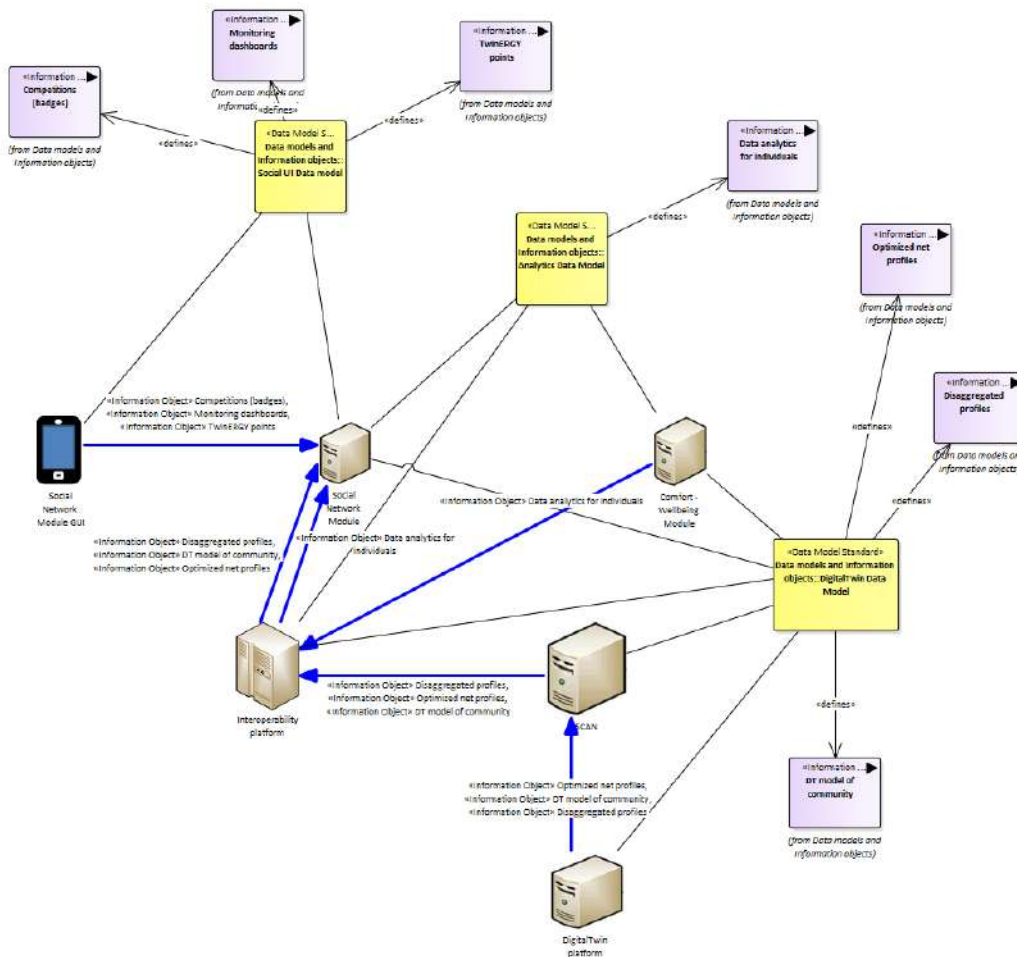 «Information ...
Monitoring
dashboards
(from Data models and
Information objects)
«defines»
«Information ...
TwinERGY
points
(from Data models and
Information objects)
«defines»
«Information ...
Competitions
(badges)
(from Data models and
Information objects)
«defines»
«Data Model S...
Data models and
Information objects::
Social UI Data model
«Information ...
Data analytics
for individuals
(from Data models and
Information objects)
«defines»
«Data Model S...
Data models and
Information objects::
Analytics Data Model
«Information ...
Optimized net
profiles
(from Data models and
Information objects)
«defines»
«Information ...
Disaggregated
profiles
(from Data models and
Information objects)
«defines»
«Information Object» Competitions (badges),
«Information Object» Monitoring dashboards,
«Information Object» TwinERGY points
Social
Network
Module GUI
Social
Network
Module
«Information Object» Data analytics for individuals
Comfort -
Wellbeing
Module
«Information Object» Disaggregated profiles,
«Information Object» DT model of community,
«Information Object» Optimized net profiles
«Information Object» Data analytics for
individuals
«Data Model Standard»
Data models and Information
objects::DigitalTwin Data
Model
Interoperability
platform
«Information Object» Disaggregated profiles,
«Information Object» Optimized net profiles,
«Information Object» DT model of community
SCAN
«defines»
«Information Object» Optimized net profiles,
«Information Object» DT model of community,
«Information Object» Disaggregated profiles
«Information ...
DT model of
community
(from Data models and
Information objects)
DigitalTwin
platform